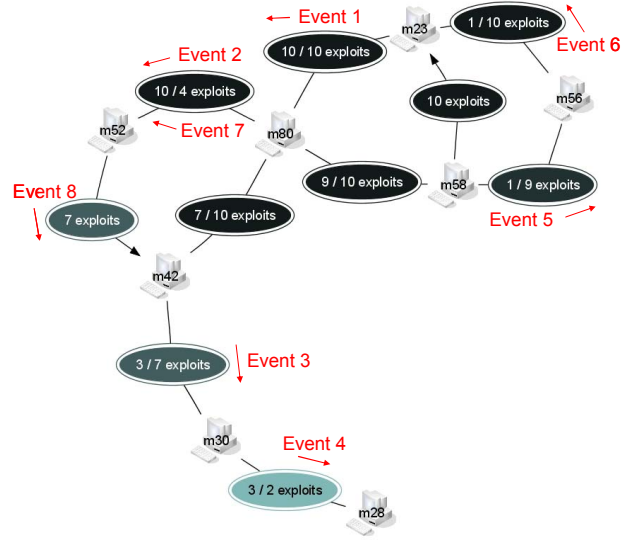 Event 1
m23
1 / 10 exploits
Event 6
Event 2
10 / 10 exploits
10 / 4 exploits
10 exploits
m56
m52
Event 7
m80
Event 8
9 / 10 exploits
m58
1 / 9 exploits
7 exploits
7 / 10 exploits
Event 5
m42
3 / 7 exploits
Event 3
m30
Event 4
3 / 2 exploits
m28